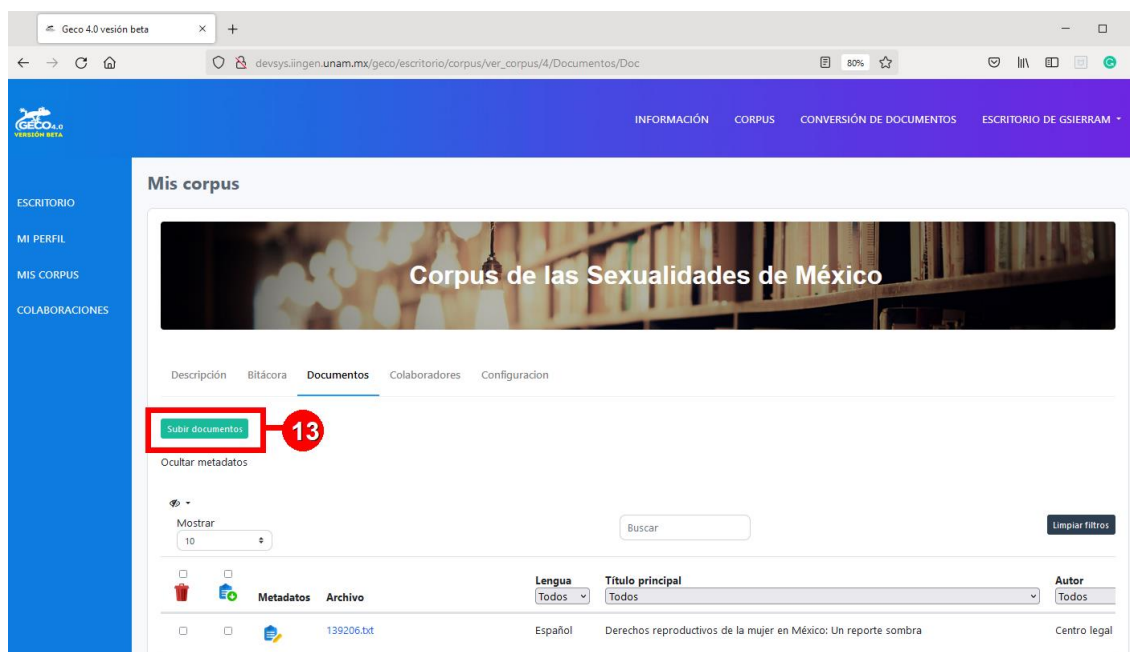 Geco 4.0 vesión beta
devsys.iingen.unam.mx/geco/escritorio/corpus/ver_corpus/4/Documentos/Doc
80%
GECO4.0
VERSIÓN BETA
INFORMACIÓN CORPUS CONVERSIÓN DE DOCUMENTOS ESCRITORIO DE GSIERRAM
ESCRITORIO
MI PERFIL
MIS CORPUS
COLABORACIONES
Mis corpus
Corpus de las Sexualidades de México
Descripción Bitácora Documentos Colaboradores Configuracion
Subir documentos
13
Ocultar metadatos
Mostrar
10
Buscar
Limpiar filtros
Metadatos Archivo Lengua Título principal Autor
Todos Todos Todos
139206.txt Español Derechos reproductivos de la mujer en México: Un reporte sombra Centro legal